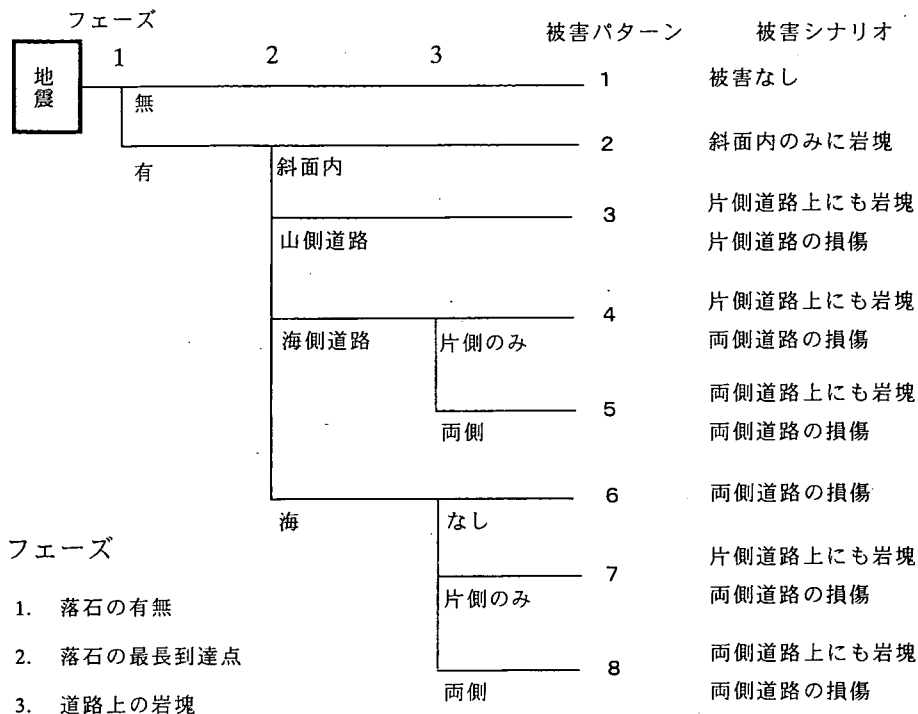 フェーズ
被害パターン 被害シナリオ
1 2 3
地震
1 被害なし
無
2 斜面内のみに岩塊
有 斜面内
3 片側道路上にも岩塊
山側道路 片側道路の損傷
4 片側道路上にも岩塊
海側道路 片側のみ 両側道路の損傷
5 両側道路上にも岩塊
両側 両側道路の損傷
6 両側道路の損傷
海 なし
フェーズ
7 片側道路上にも岩塊
片側のみ 両側道路の損傷
1. 落石の有無
2. 落石の最長到達点
8 両側道路上にも岩塊
両側 両側道路の損傷
3. 道路上の岩塊